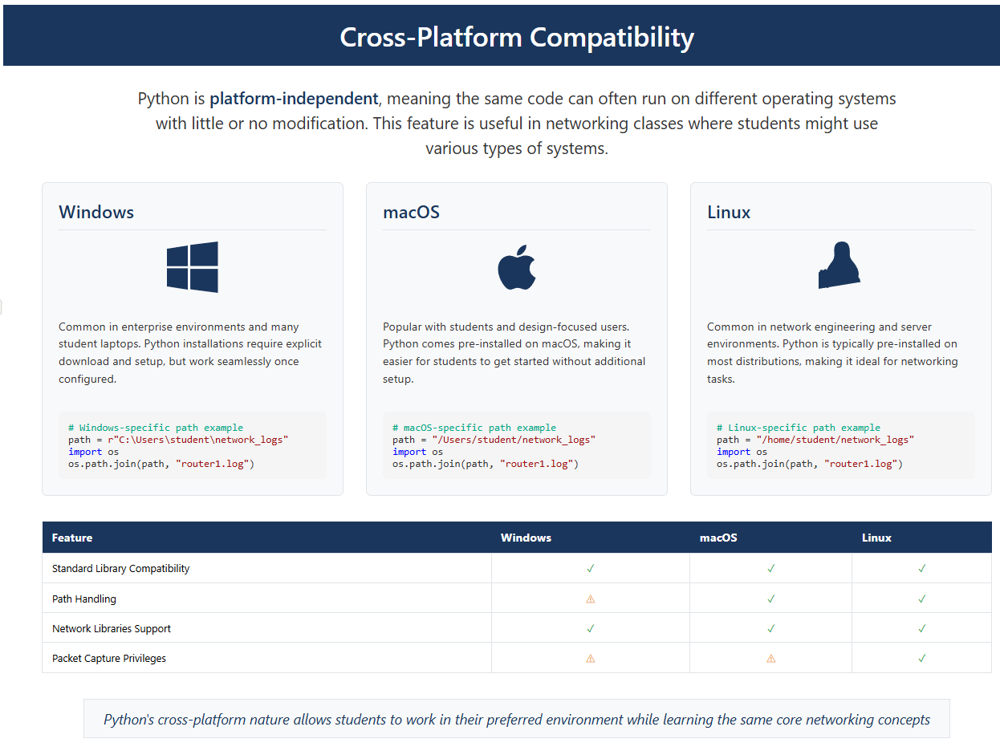 Cross-Platform Compatibility
Python is platform-independent, meaning the same code can often run on different operating systems
with little or no modification. This feature is useful in networking classes where students might use
various types of systems.
Windows
Common in enterprise environments and many
student laptops. Python installations require explicit
download and setup, but work seamlessly once
configured.
# Windows-specific path example
path = r"C:\Users\student\network_logs"
import os
os.path.join(path, "router1.log")
macOS
Popular with students and design-focused users.
Python comes pre-installed on macOS, making it
easier for students to get started without additional
setup.
# macOS-specific path example
path = "/Users/student/network_logs"
import os
os.path.join(path, "router1.log")
Linux
Common in network engineering and server
environments. Python is typically pre-installed on
most distributions, making it ideal for networking
tasks.
# Linux-specific path example
path = "/home/student/network_logs"
import os
os.path.join(path, "router1.log")
Feature Windows macOS Linux
Standard Library Compatibility ✓ ✓ ✓
Path Handling ⚠ ✓ ✓
Network Libraries Support ✓ ✓ ✓
Packet Capture Privileges ⚠ ⚠ ✓
Python's cross-platform nature allows students to work in their preferred environment while learning the same core networking concepts